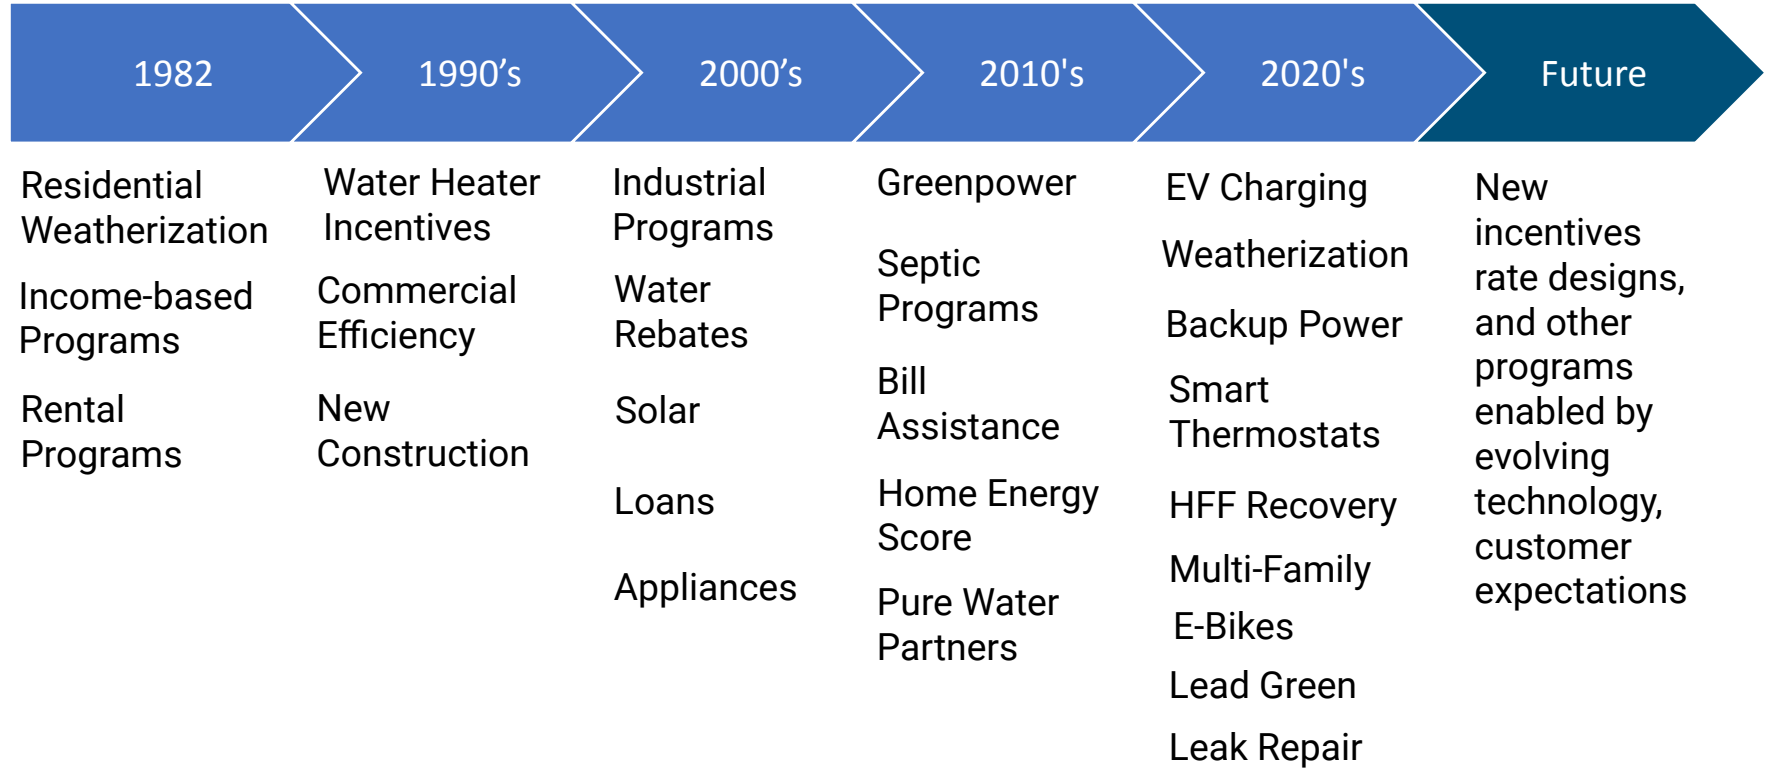 1982
1990’s
2000’s
2010's
2020's
Future
Residential
Weatherization
Income-based
Programs
Rental
Programs
Water Heater
Incentives
Commercial
Efficiency
New
Construction
Industrial
Programs
Water
Rebates
Solar
Loans
Appliances
Greenpower
Septic
Programs
Bill
Assistance
Home Energy
Score
Pure Water
Partners
EV Charging
Weatherization
Backup Power
Smart
Thermostats
HFF Recovery
Multi-Family
E-Bikes
Lead Green
Leak Repair
New
incentives
rate designs,
and other
programs
enabled by
evolving
technology,
customer
expectations